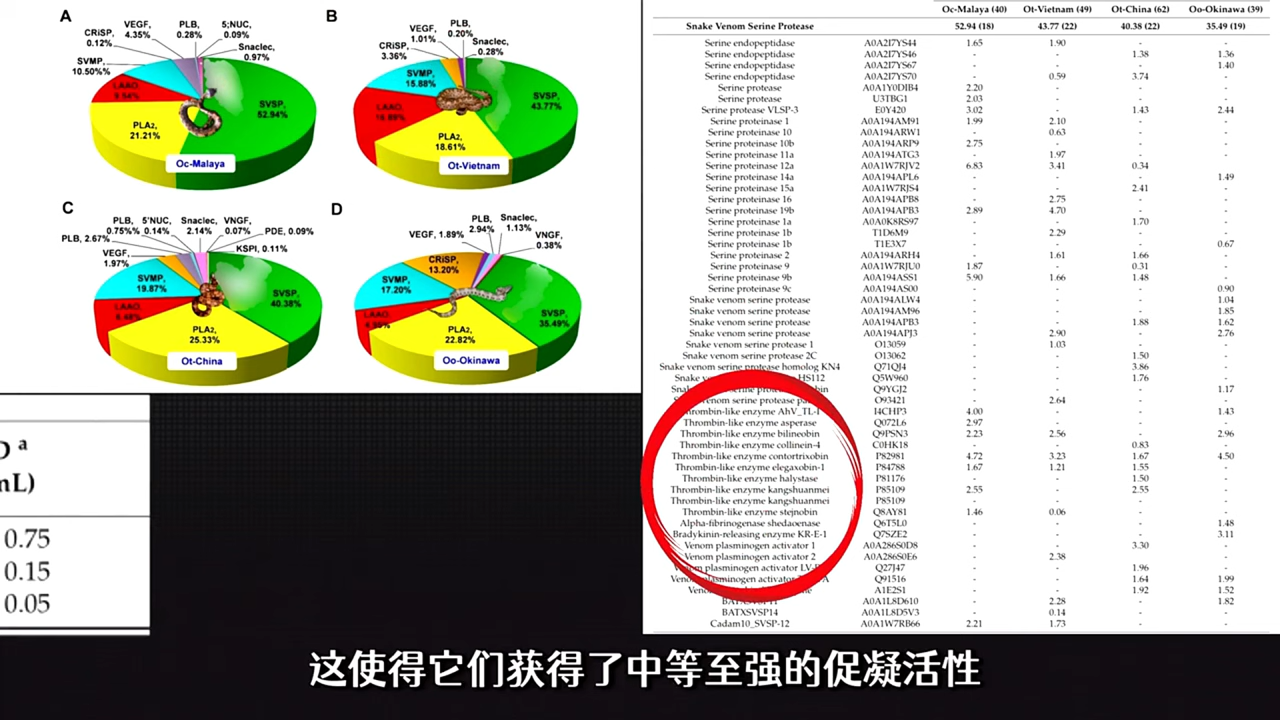 A
VEGF, 4.35%
PLB, 0.28%
5;NUC, 0.09%
CRiSP, 0.12%
Snaclec, 0.97%
SVMP, 10.50%%
LAAO,
SVSP, 52.94%
PLA2, 21.21%
Oc-Malaya
B
VEGF, 1.01%
PLB, 0.20%
Snaclec, 0.28%
CRiSP, 3.36%
SVMP, 15.88%
LAAO,
SVSP, 43.77%
PLA2, 18.61%
Ot-Vietnam
C
PLB, 0.75%%
5'NUC, 0.14%
Snaclec, 2.14%
VNGF, 0.07%
PDE, 0.09%
PLB, 2.67%
KSPI, 0.11%
VEGF, 1.97%
SVMP, 19.87%
LAAO,
SVSP, 40.38%
PLA2, 25.33%
Ot-China
D
PLB, 2.94%
Snaclec, 1.13%
VEGF, 1.89%
VNGF, 0.38%
CRiSP, 13.20%
SVMP, 17.20%
LAAO,
SVSP, 35.49%
PLA2, 22.82%
Oo-Okinawa
D a
nL)
0.75
0.15
0.05
Oc-Malaya (40) Ot-Vietnam (49) Ot-China (62) Oo-Okinawa (39)
Snake Venom Serine Protease 52.94 (18) 43.77 (22) 40.38 (22) 35.49 (19)
Serine endopeptidase A0A2I7YS44 1.65 1.90 - -
Serine endopeptidase A0A2I7YS46 - - 1.38 1.36
Serine endopeptidase A0A2I7YS67 - - - 1.40
Serine endopeptidase A0A2I7YS70 - 0.59 3.74 -
Serine protease A0A1Y0DIB4 2.20 - - -
Serine protease U3TBG1 2.03 - - -
Serine protease VLSP-3 E0Y420 3.02 - 1.43 2.44
Serine proteinase 1 A0A194AM91 1.99 2.10 - -
Serine proteinase 10 A0A194ARW1 - 0.63 - -
Serine proteinase 10b A0A194ARP9 2.75 - - -
Serine proteinase 11a A0A194ATG3 - 1.97 - -
Serine proteinase 12a A0A1W7RJV2 6.83 3.41 0.34 -
Serine proteinase 14a A0A194APL6 - - - 1.49
Serine proteinase 15a A0A1W7RJS4 - - 2.41 -
Serine proteinase 16 A0A194APB8 - 2.75 - -
Serine proteinase 19b A0A194APB3 2.89 4.70 - -
Serine proteinase 1a A0A0K8RS97 - - 1.70 -
Serine proteinase 1b T1D6M9 - 2.29 - -
Serine proteinase 1b T1E3X7 - - - 0.67
Serine proteinase 2 A0A194ARH4 - 1.61 1.66 -
Serine proteinase 9 A0A1W7RJU0 1.87 - 0.31 -
Serine proteinase 9b A0A194ASS1 5.90 1.66 1.48 -
Serine proteinase 9c A0A194AS00 - - - 0.90
Snake venom serine protease A0A194ALW4 - - - 1.04
Snake venom serine protease A0A194AM96 - - - 1.85
Snake venom serine protease A0A194APB3 - - 1.88 1.62
Snake venom serine protease A0A194APJ3 - 2.90 - 2.76
Snake venom serine protease 1 O13059 - 1.03 - -
Snake venom serine protease 2C O13062 - - 1.50 -
Snake venom serine protease homolog KN4 Q71QJ4 - - 3.86 -
Snake HS112 Q5W960 - - 1.76 -
Q9YGJ2 - - - 1.17
venom serine protease O93421 - 2.64 - -
Thrombin-like enzyme AhV_TL-I I4CHP3 4.00 - - 1.43
Thrombin-like enzyme asperase Q072L6 2.97 - - -
Thrombin-like enzyme bilineobin Q9PSN3 2.23 2.56 - 2.96
Thrombin-like enzyme collinein-4 C0HK18 - - 0.83 -
Thrombin-like enzyme contortrixobin P82981 4.72 3.23 1.67 4.50
Thrombin-like enzyme elegaxobin-1 P84788 1.67 1.21 1.55 -
Thrombin-like enzyme halystase P81176 - - 1.50 -
Thrombin-like enzyme kangshuanmei P85109 2.55 - 2.55 -
Thrombin-like enzyme kangshuanmei P85109 - - - -
Thrombin-like enzyme stejnobin Q8AY81 1.46 0.06 - -
Alpha-fibrinogenase shedaoenase Q6T5L0 - - - 1.48
Bradykinin-releasing enzyme KR-E-1 Q7SZE2 - - - 3.11
Venom plasminogen activator 1 A0A286S0D8 - - 3.30 -
Venom plasminogen activator 2 A0A286S0E6 - 2.38 - -
Venom plasminogen activator Q27J47 - - 1.96 -
Venom plasminogen activator Q91516 - - 1.64 1.99
A1E2S1 - - 1.92 1.52
A0A1L8D610 - 2.28 - 1.82
BATXSVSP14 A0A1L8D5V3 - 0.14 - -
Cadam10_SVSP-12 A0A1W7RB66 2.21 1.73 - -
这使得它们获得了中等至强的促凝活性